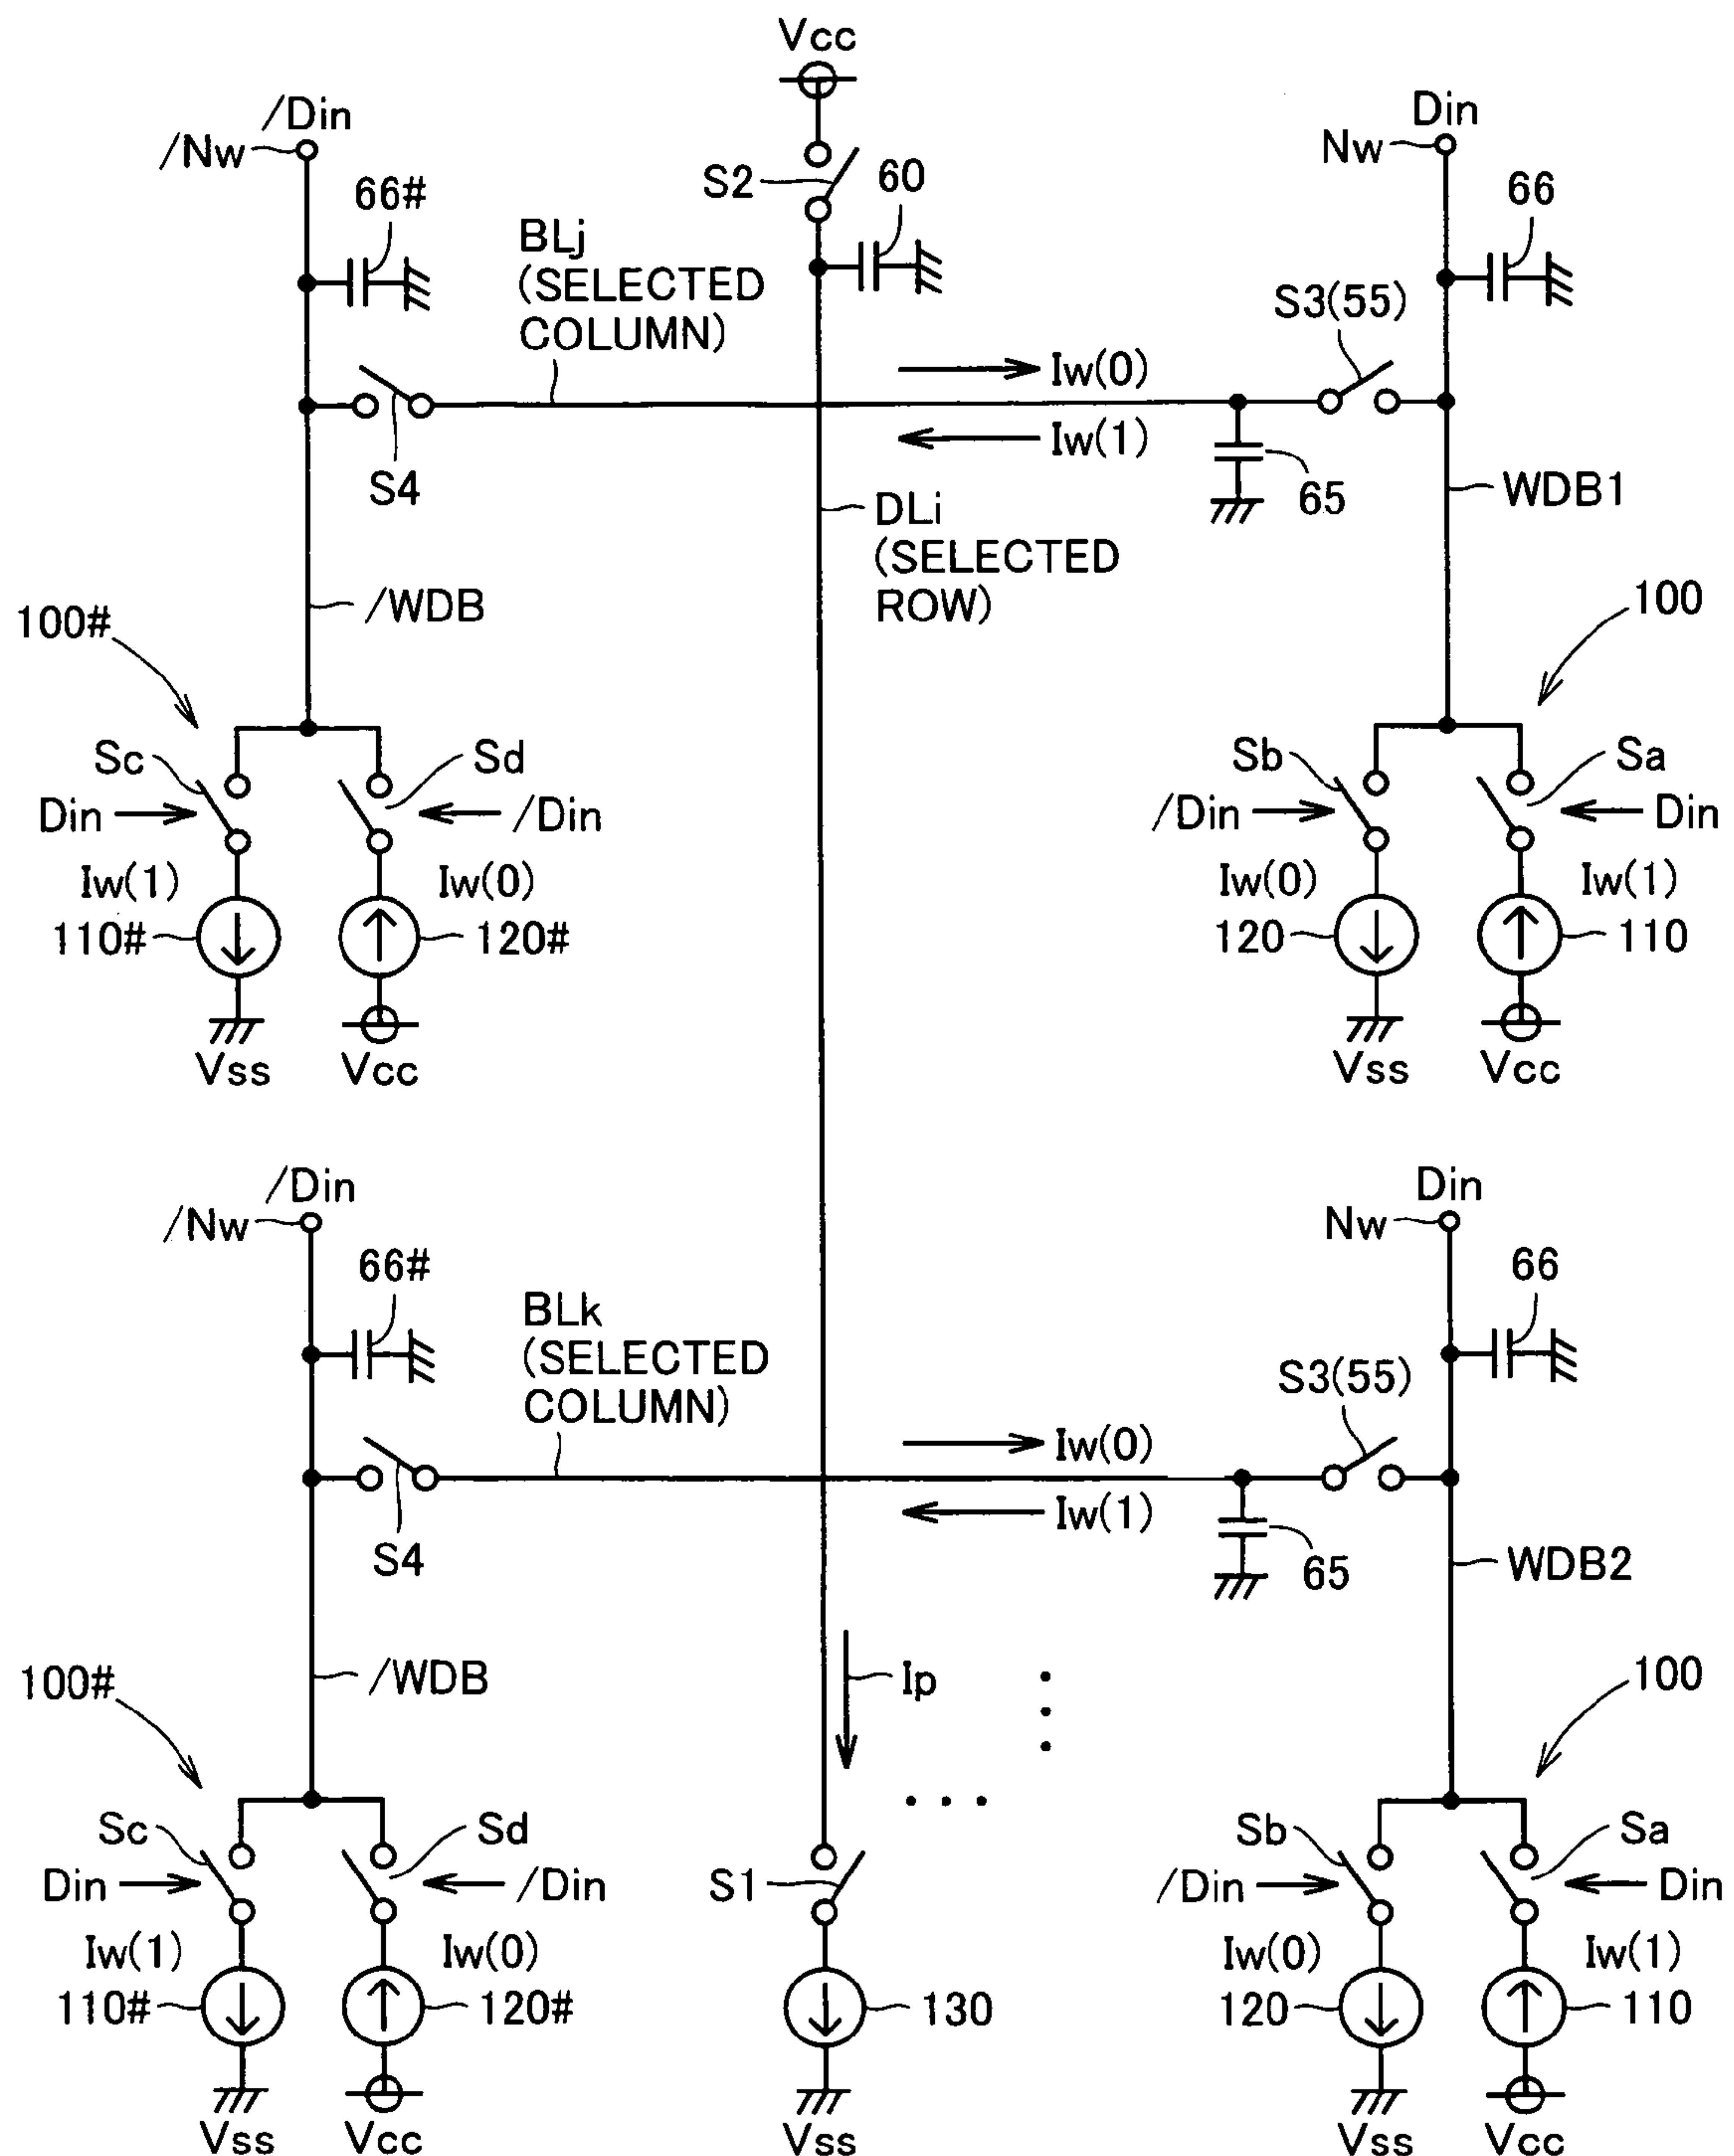 Vcc
/Din
/Nw
66#
S2
60
Din
Nw
66
BLj
(SELECTED
COLUMN)
S3(55)
Iw(0)
Iw(1)
S4
65
WDB1
DLi
(SELECTED
ROW)
/WDB
100#
100
Sc
Sd
Din
/Din
Iw(1)
Iw(0)
110#
120#
Vss
Vcc
Sb
Sa
/Din
Din
Iw(0)
Iw(1)
120
110
Vss
Vcc
/Din
/Nw
66#
Din
Nw
66
BLk
(SELECTED
COLUMN)
S3(55)
Iw(0)
Iw(1)
S4
65
WDB2
/WDB
Ip
100#
100
Sc
Sd
Din
/Din
Iw(1)
Iw(0)
110#
120#
Vss
Vcc
S1
130
Vss
Sb
Sa
/Din
Din
Iw(0)
Iw(1)
120
110
Vss
Vcc